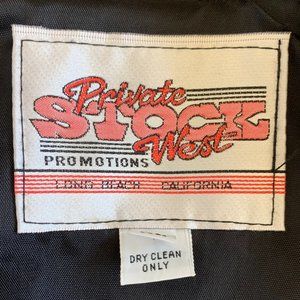 Private
STOCK
West
PROMOTIONS
LONG BEACH CALIFORNIA
DRY CLEAN
ONLY